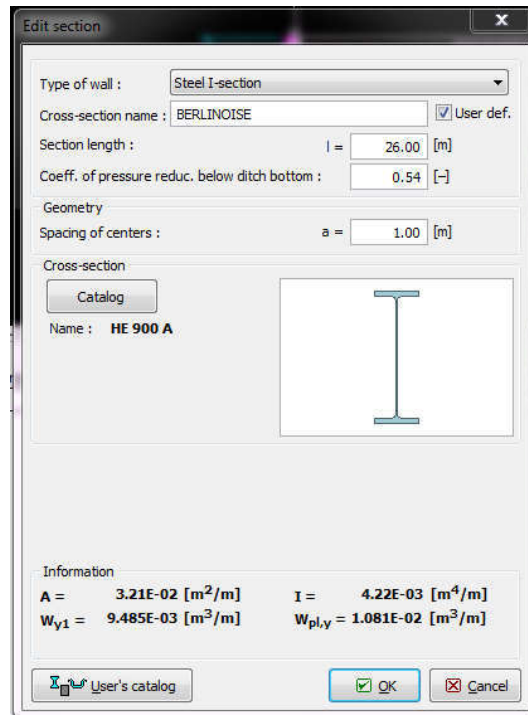 Edit section
x
Type of wall : Steel I-section
Cross-section name : BERLINOISE User def.
Section length : l = 26.00 [m]
Coeff. of pressure reduc. below ditch bottom : 0.54 [–]
Geometry
Spacing of centers : a = 1.00 [m]
Cross-section
Catalog
Name : HE 900 A
Information
A = 3.21E-02 [m²/m] I = 4.22E-03 [m⁴/m]
Wy1 = 9.485E-03 [m³/m] Wpl,y = 1.081E-02 [m³/m]
User's catalog OK Cancel